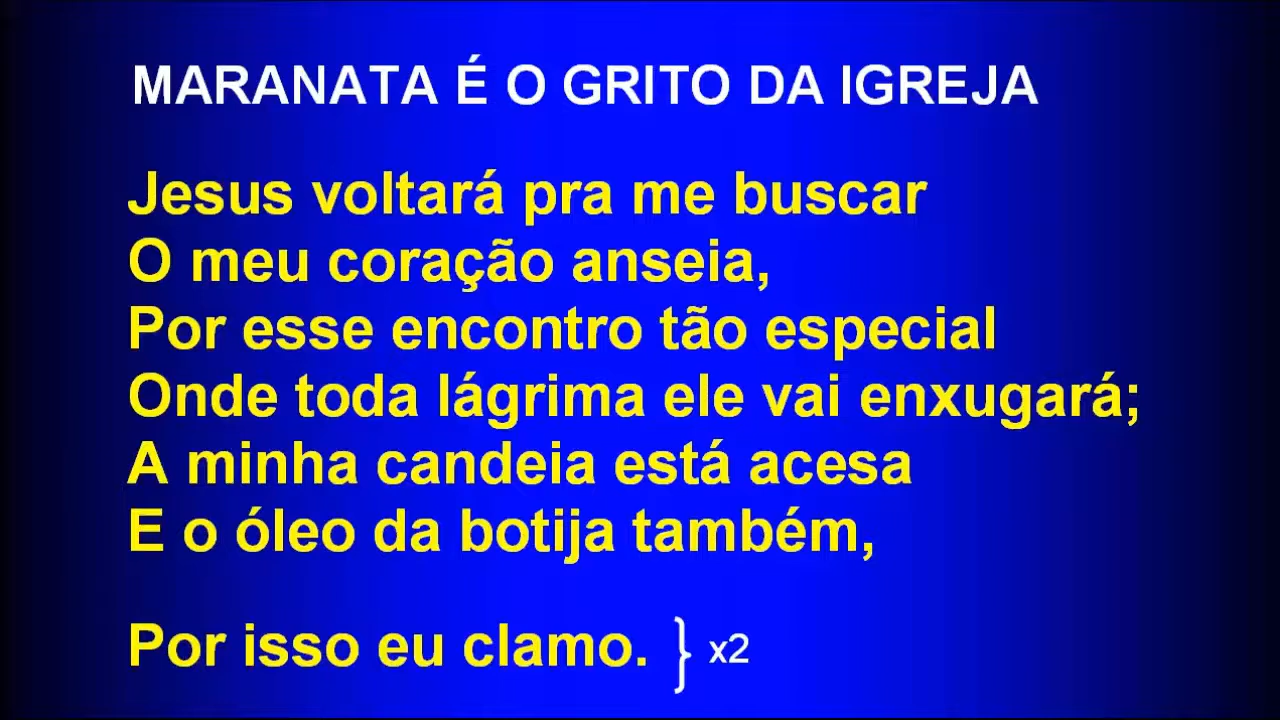 MARANATA É O GRITO DA IGREJA
Jesus voltará pra me buscar
O meu coração anseia,
Por esse encontro tão especial
Onde toda lágrima ele vai enxugará;
A minha candeia está acesa
E o óleo da botija também,
Por isso eu clamo. } x2